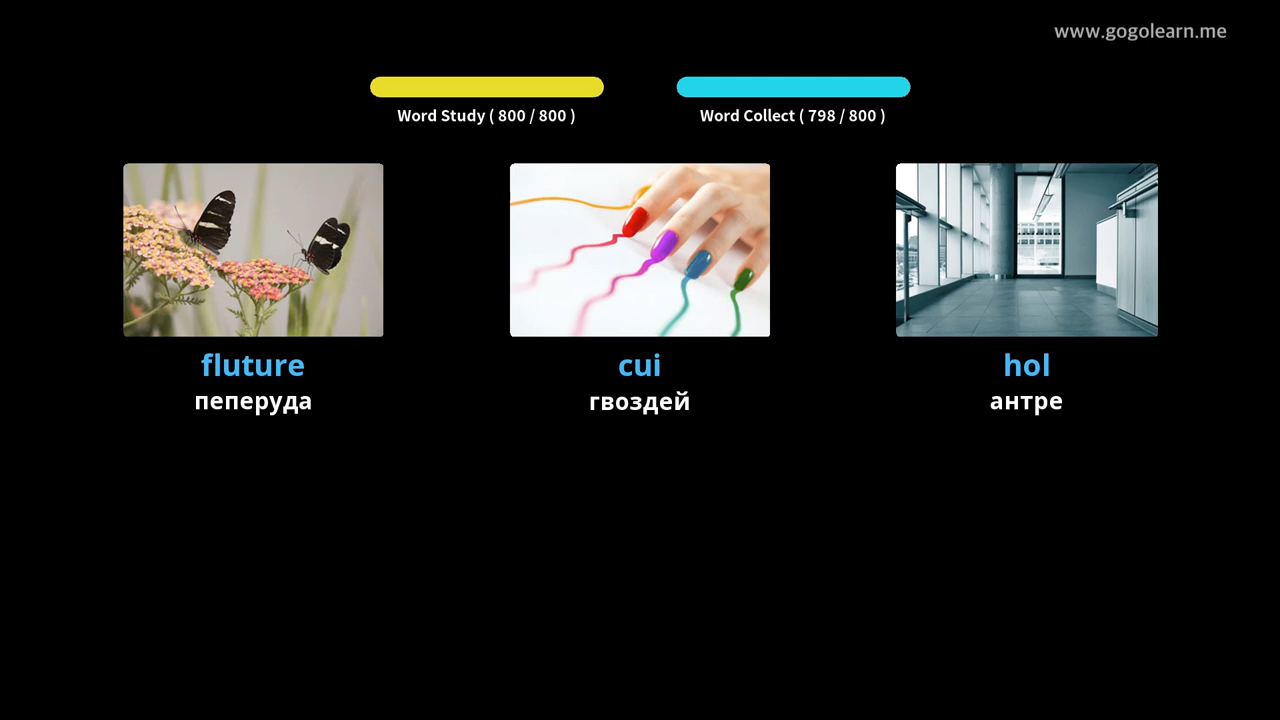 www.gogolearn.me
Word Study ( 800 / 800 )
Word Collect ( 798 / 800 )
fluture
cui
hol
пеперуда
гвоздей
антре